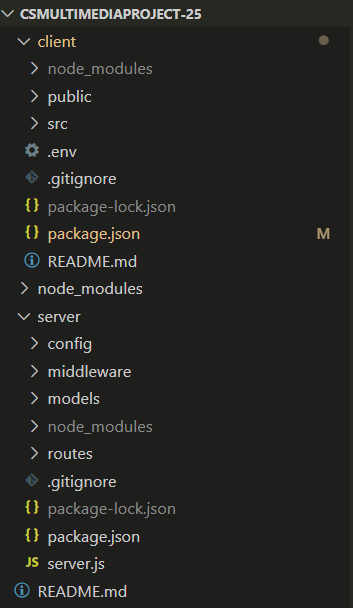 CSMULTIMEDIAPROJECT-25
client
node_modules
public
src
.env
.gitignore
{} package-lock.json
{} package.json M
README.md
node_modules
server
config
middleware
models
node_modules
routes
.gitignore
{} package-lock.json
{} package.json
JS server.js
README.md